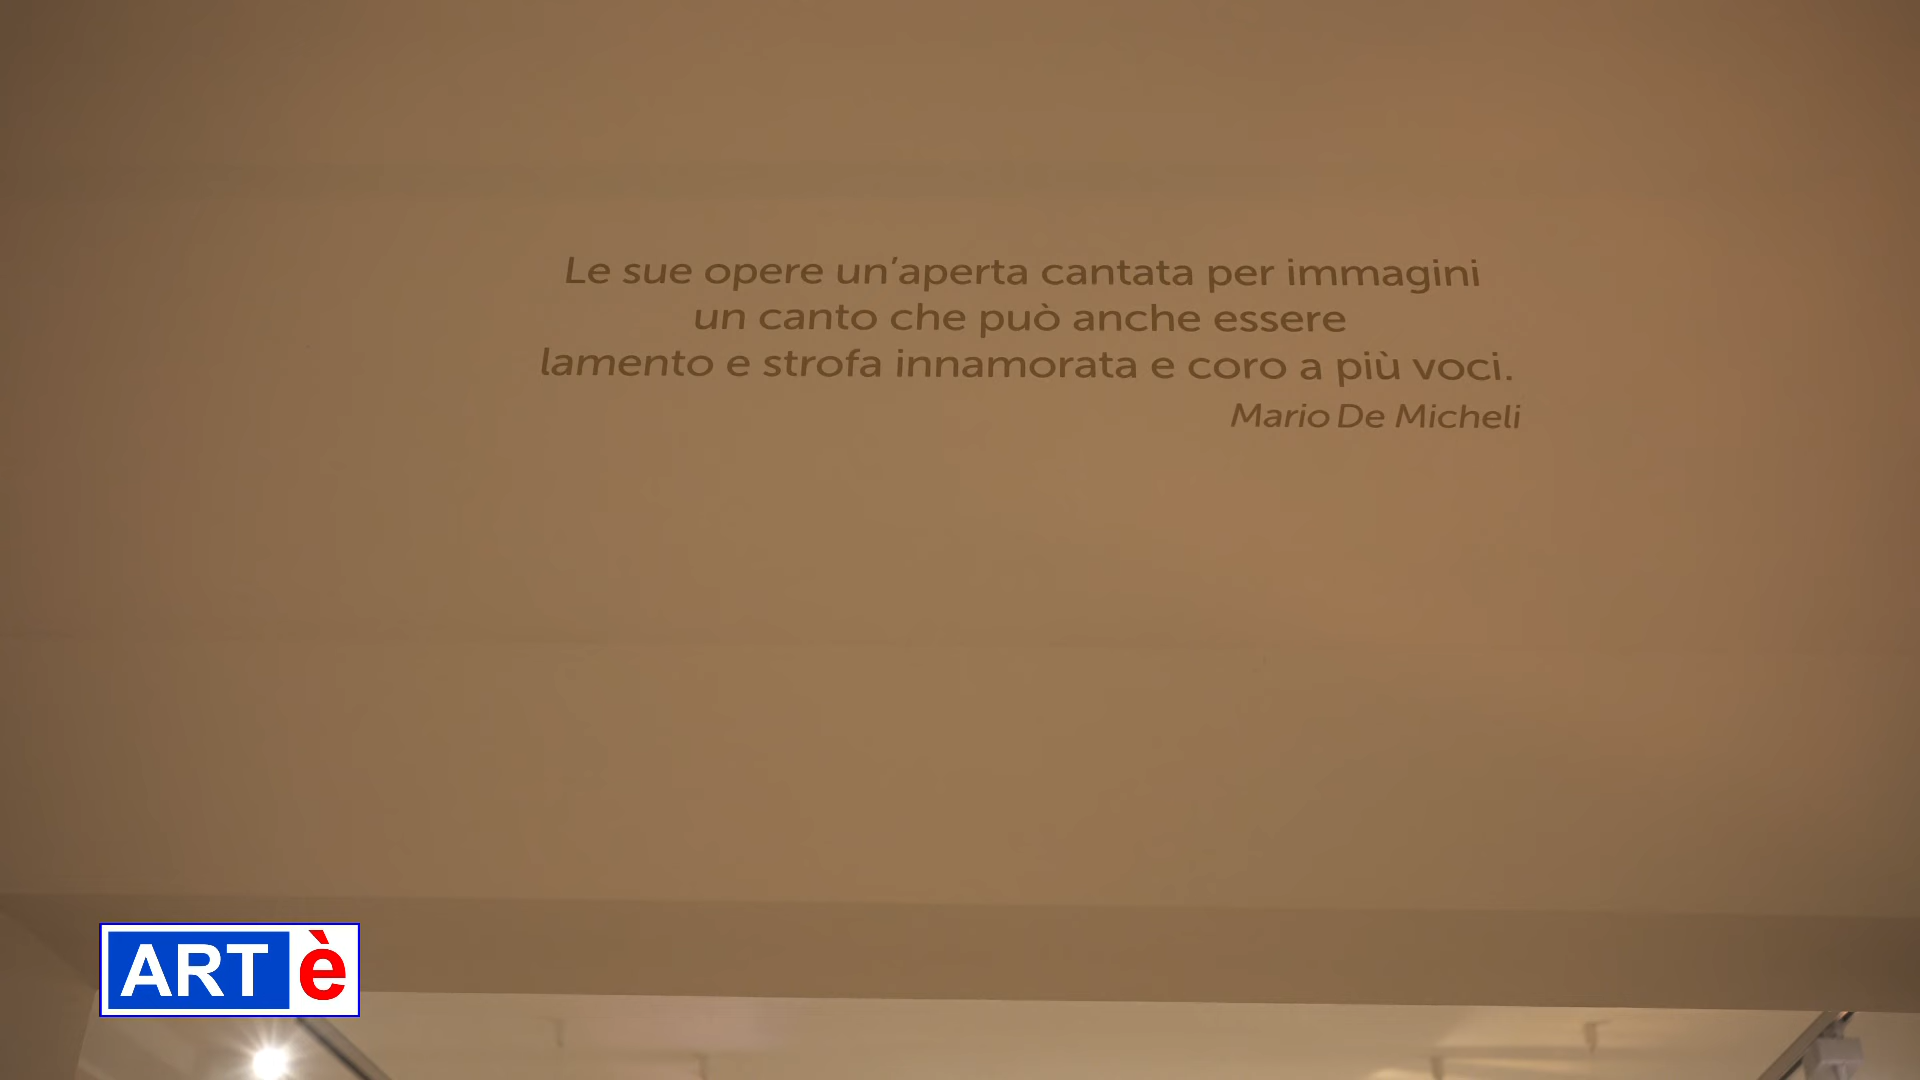 Le sue opere un’aperta cantata per immagini
un canto che può anche essere
lamento e strofa innamorata e coro a più voci.
Mario De Micheli
ART è